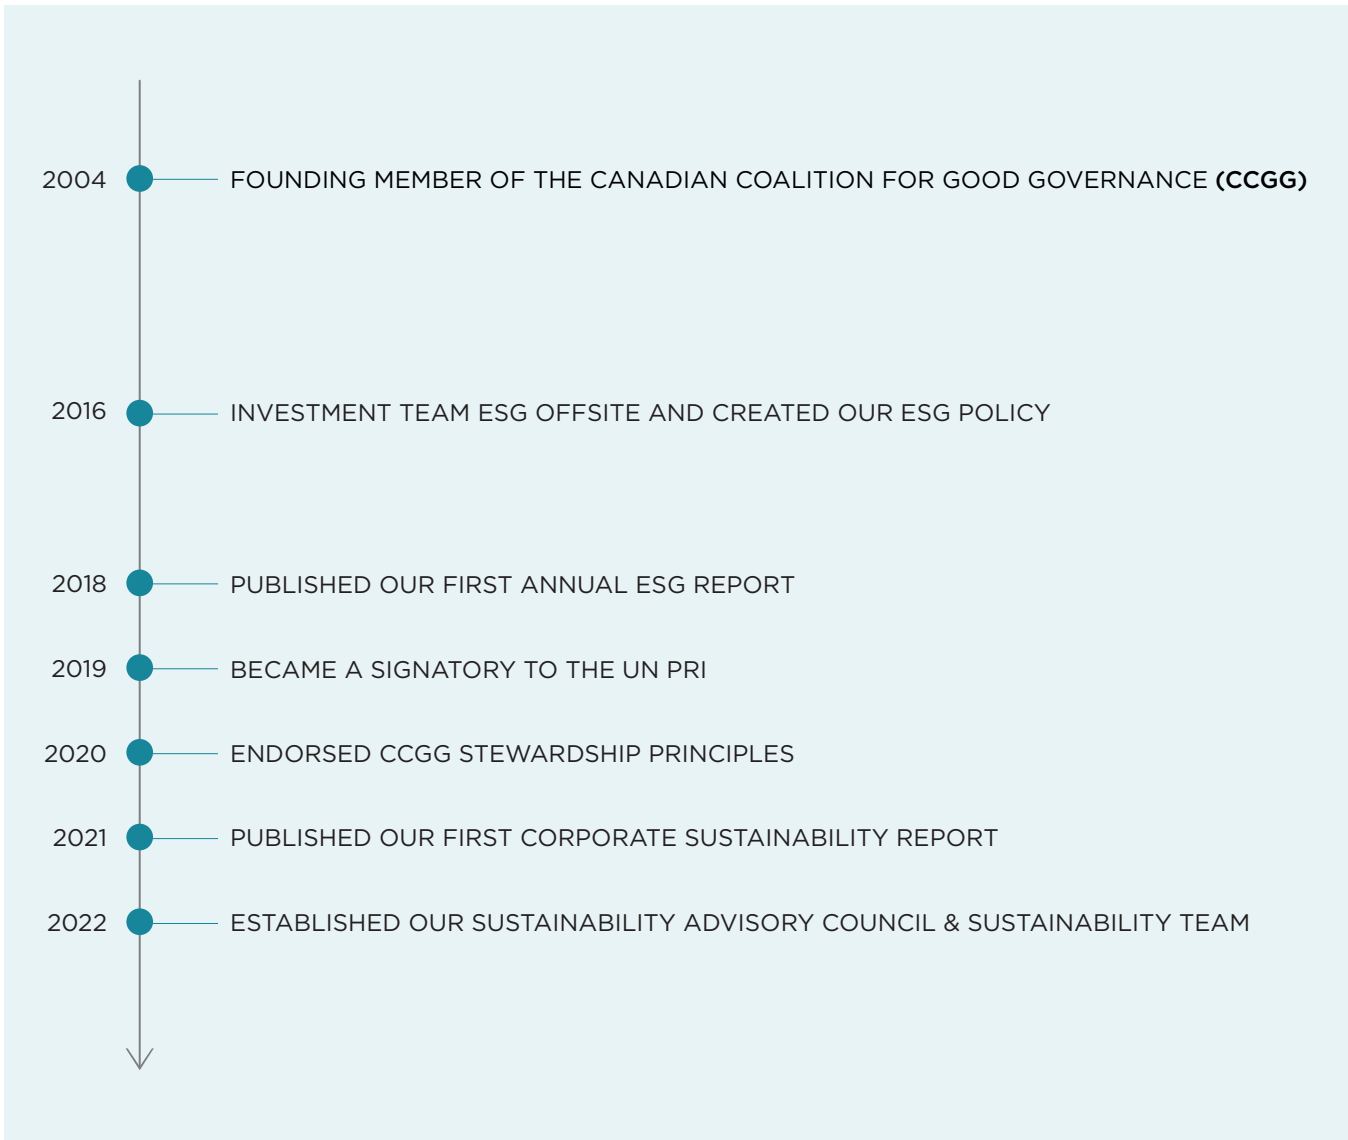 2004 FOUNDING MEMBER OF THE CANADIAN COALITION FOR GOOD GOVERNANCE (CCGG)
2016 INVESTMENT TEAM ESG OFFSITE AND CREATED OUR ESG POLICY
2018 PUBLISHED OUR FIRST ANNUAL ESG REPORT
2019 BECAME A SIGNATORY TO THE UN PRI
2020 ENDORSED CCGG STEWARDSHIP PRINCIPLES
2021 PUBLISHED OUR FIRST CORPORATE SUSTAINABILITY REPORT
2022 ESTABLISHED OUR SUSTAINABILITY ADVISORY COUNCIL & SUSTAINABILITY TEAM